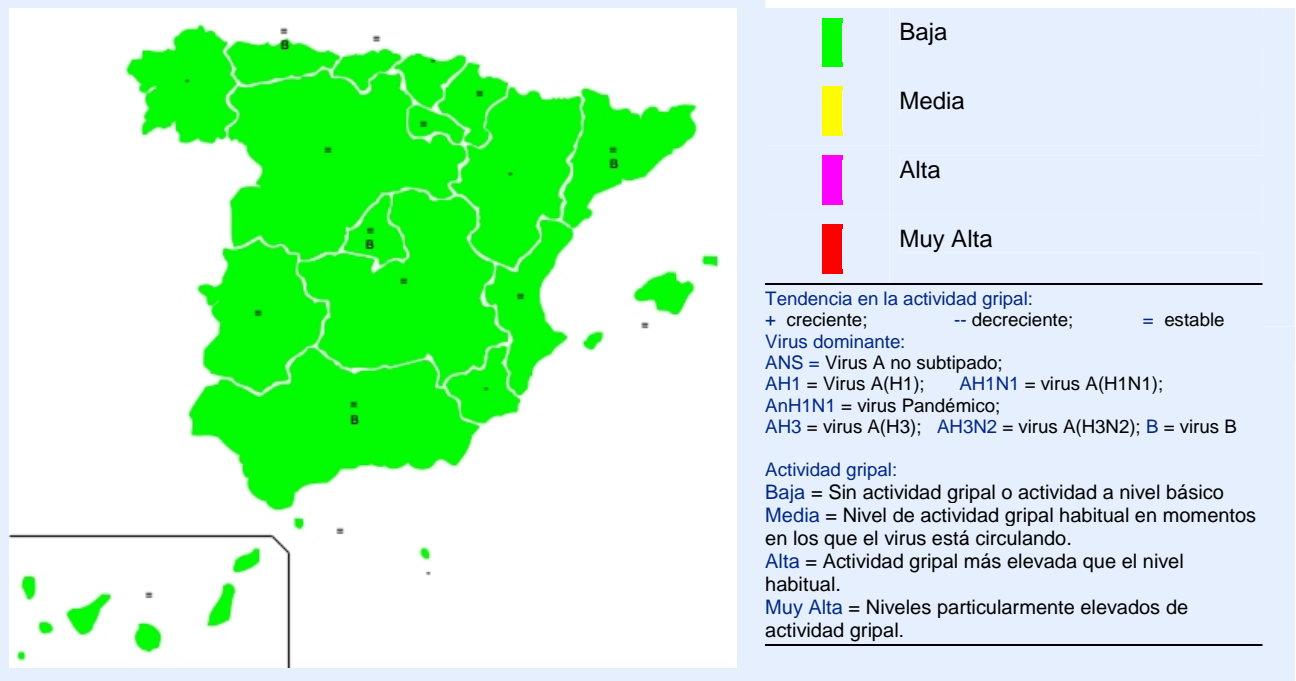 =
B
=
-
-
=
=
=
=
B
-
=
B
=
=
=
=
-
=
B
=
-
=
Baja
Media
Alta
Muy Alta
Tendencia en la actividad gripal:
+ creciente; -- decreciente; = estable
Virus dominante:
ANS = Virus A no subtipado;
AH1 = Virus A(H1); AH1N1 = virus A(H1N1);
AnH1N1 = virus Pandémico;
AH3 = virus A(H3); AH3N2 = virus A(H3N2); B = virus B
Actividad gripal:
Baja = Sin actividad gripal o actividad a nivel básico
Media = Nivel de actividad gripal habitual en momentos
en los que el virus está circulando.
Alta = Actividad gripal más elevada que el nivel
habitual.
Muy Alta = Niveles particularmente elevados de
actividad gripal.